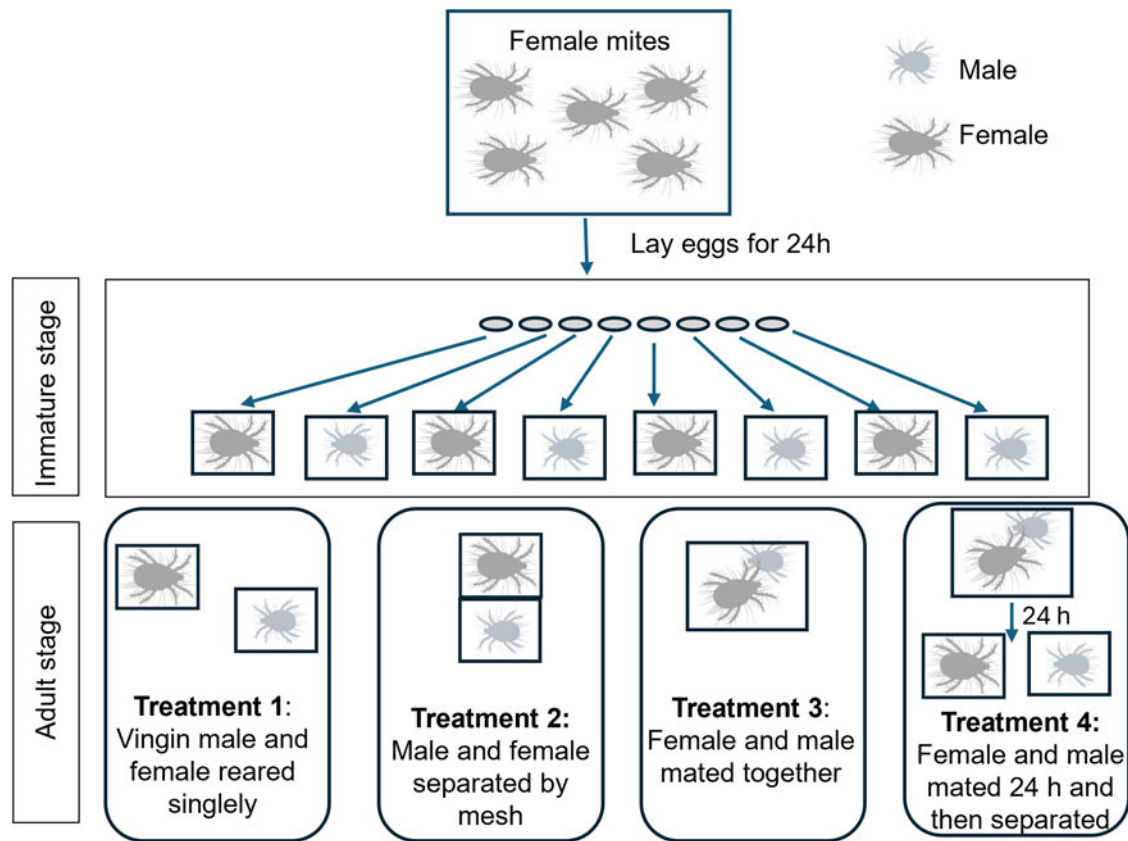 Female mites
Male
Female
Lay eggs for 24h
Immature stage
Adult stage
Treatment 1:
Vingin male and
female reared
singlely
Treatment 2:
Male and female
separated by
mesh
Treatment 3:
Female and male
mated together
24 h
Treatment 4:
Female and male
mated 24 h and
then separated